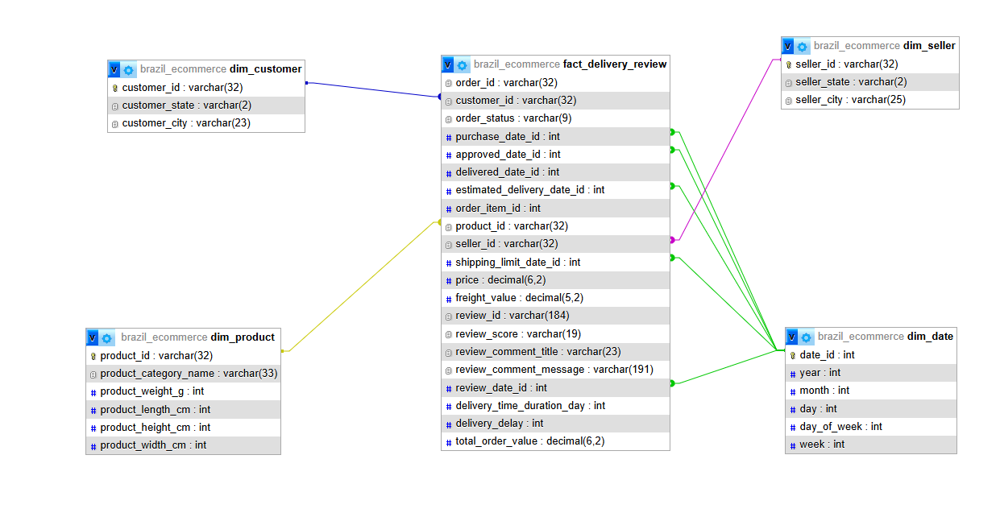 V brazil_ecommerce dim_customer
customer_id : varchar(32)
customer_state : varchar(2)
customer_city : varchar(23)
V brazil_ecommerce fact_delivery_review
order_id : varchar(32)
customer_id : varchar(32)
order_status : varchar(9)
# purchase_date_id : int
# approved_date_id : int
# delivered_date_id : int
# estimated_delivery_date_id : int
# order_item_id : int
product_id : varchar(32)
seller_id : varchar(32)
# shipping_limit_date_id : int
# price : decimal(6,2)
# freight_value : decimal(5,2)
review_id : varchar(184)
review_score : varchar(19)
review_comment_title : varchar(23)
review_comment_message : varchar(191)
# review_date_id : int
# delivery_time_duration_day : int
# delivery_delay : int
# total_order_value : decimal(6,2)
V brazil_ecommerce dim_seller
seller_id : varchar(32)
seller_state : varchar(2)
seller_city : varchar(25)
V brazil_ecommerce dim_product
product_id : varchar(32)
product_category_name : varchar(33)
# product_weight_g : int
# product_length_cm : int
# product_height_cm : int
# product_width_cm : int
V brazil_ecommerce dim_date
date_id : int
# year : int
# month : int
# day : int
# day_of_week : int
# week : int